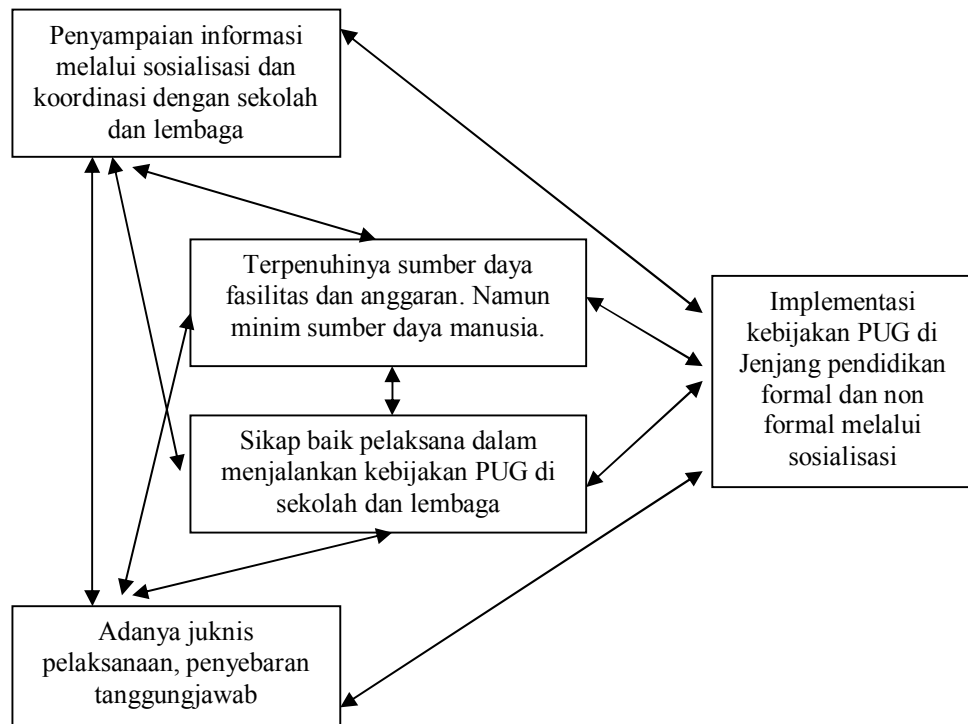 Penyampaian informasi
melalui sosialisasi dan
koordinasi dengan sekolah
dan lembaga
Terpenuhinya sumber daya
fasilitas dan anggaran. Namun
minim sumber daya manusia.
Sikap baik pelaksana dalam
menjalankan kebijakan PUG di
sekolah dan lembaga
Adanya juknis
pelaksanaan, penyebaran
tanggungjawab
Implementasi
kebijakan PUG di
Jenjang pendidikan
formal dan non
formal melalui
sosialisasi